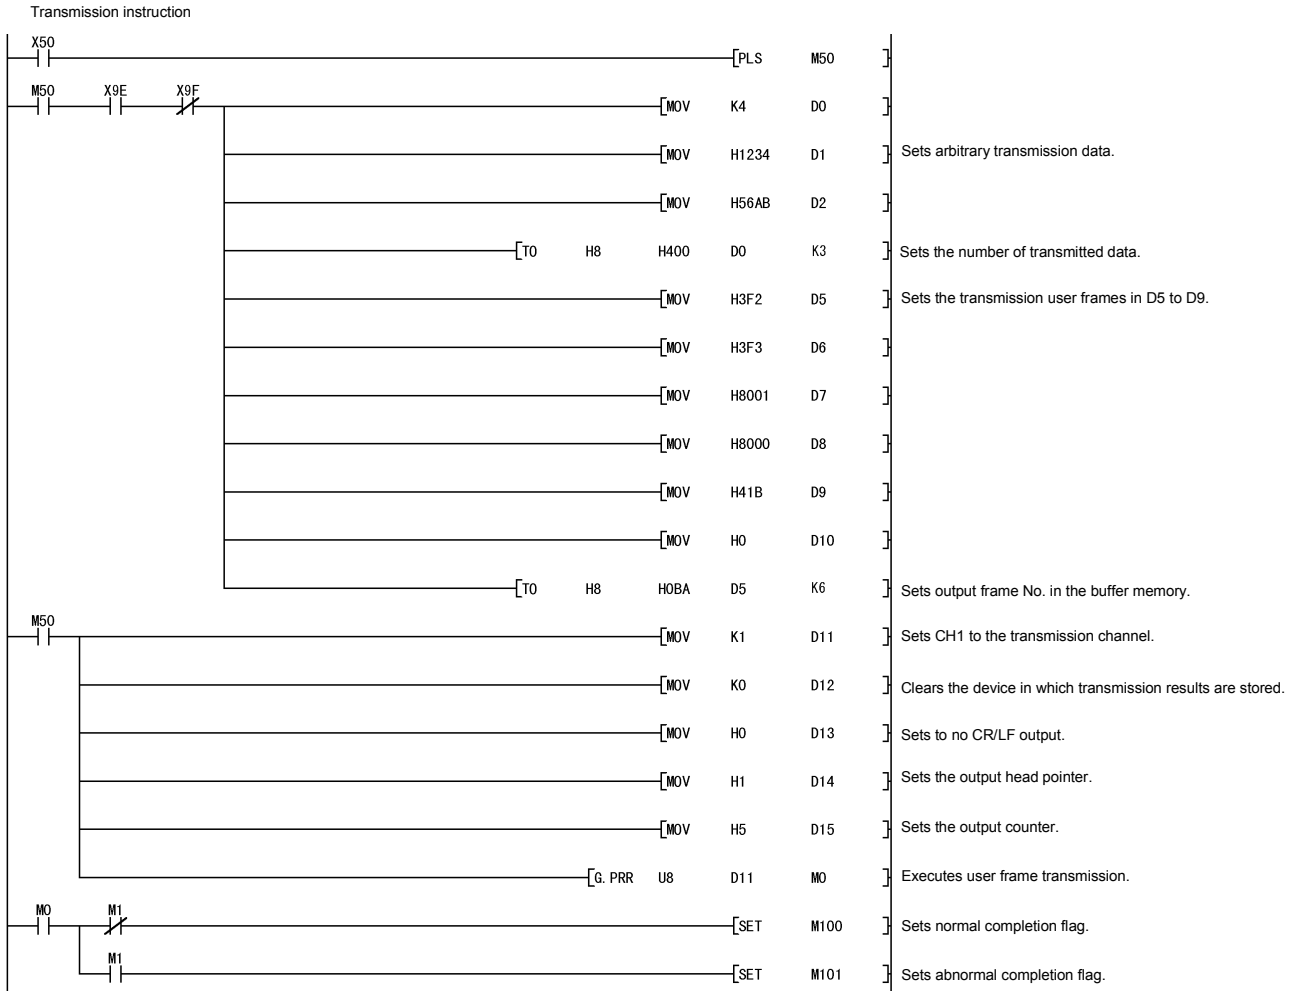 Transmission instruction
X50
PLS M50
M50 X9E X9F
MOV K4 D0
MOV H1234 D1 Sets arbitrary transmission data.
MOV H56AB D2
TO H8 H400 D0 K3 Sets the number of transmitted data.
MOV H3F2 D5 Sets the transmission user frames in D5 to D9.
MOV H3F3 D6
MOV H8001 D7
MOV H8000 D8
MOV H41B D9
MOV H0 D10
TO H8 H0BA D5 K6 Sets output frame No. in the buffer memory.
M50
MOV K1 D11 Sets CH1 to the transmission channel.
MOV K0 D12 Clears the device in which transmission results are stored.
MOV H0 D13 Sets to no CR/LF output.
MOV H1 D14 Sets the output head pointer.
MOV H5 D15 Sets the output counter.
G.PRR U8 D11 M0 Executes user frame transmission.
M0 M1
SET M100 Sets normal completion flag.
M1
SET M101 Sets abnormal completion flag.